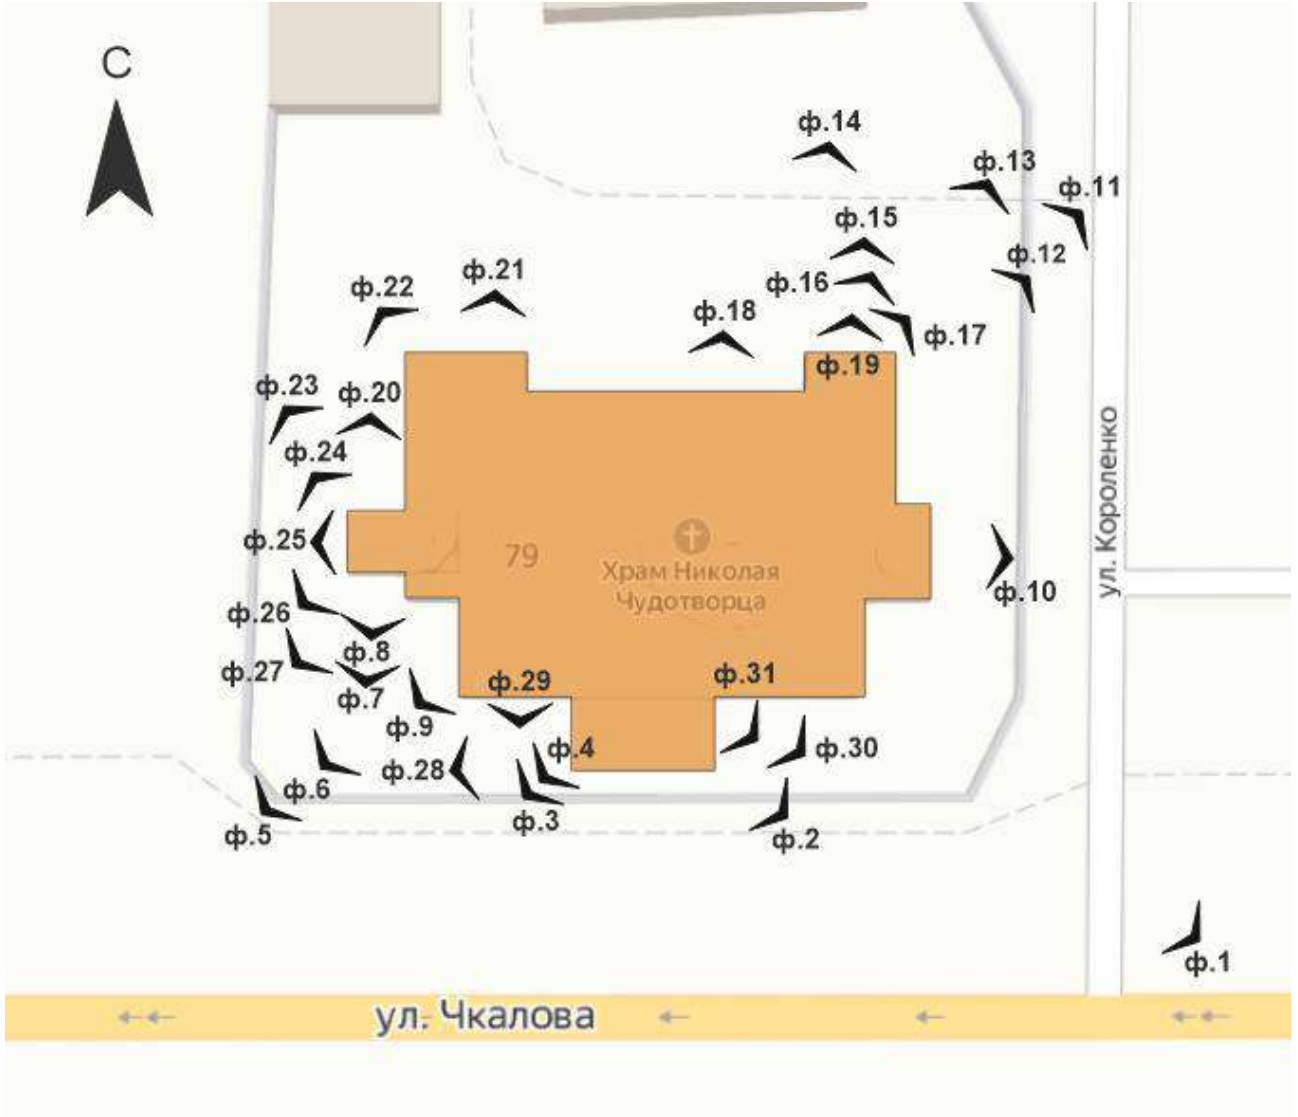 С
ф.14
ф.13
ф.11
ф.15
ф.12
ф.21
ф.22
ф.16
ф.18
ф.17
ф.19
ф.23
ф.20
ф.24
ф.25
79
Храм Николая
Чудотворца
ул. Короленко
ф.10
ф.26
ф.8
ф.27
ф.7
ф.29
ф.31
ф.9
ф.4
ф.30
ф.28
ф.6
ф.3
ф.5
ф.2
ф.1
ул. Чкалова